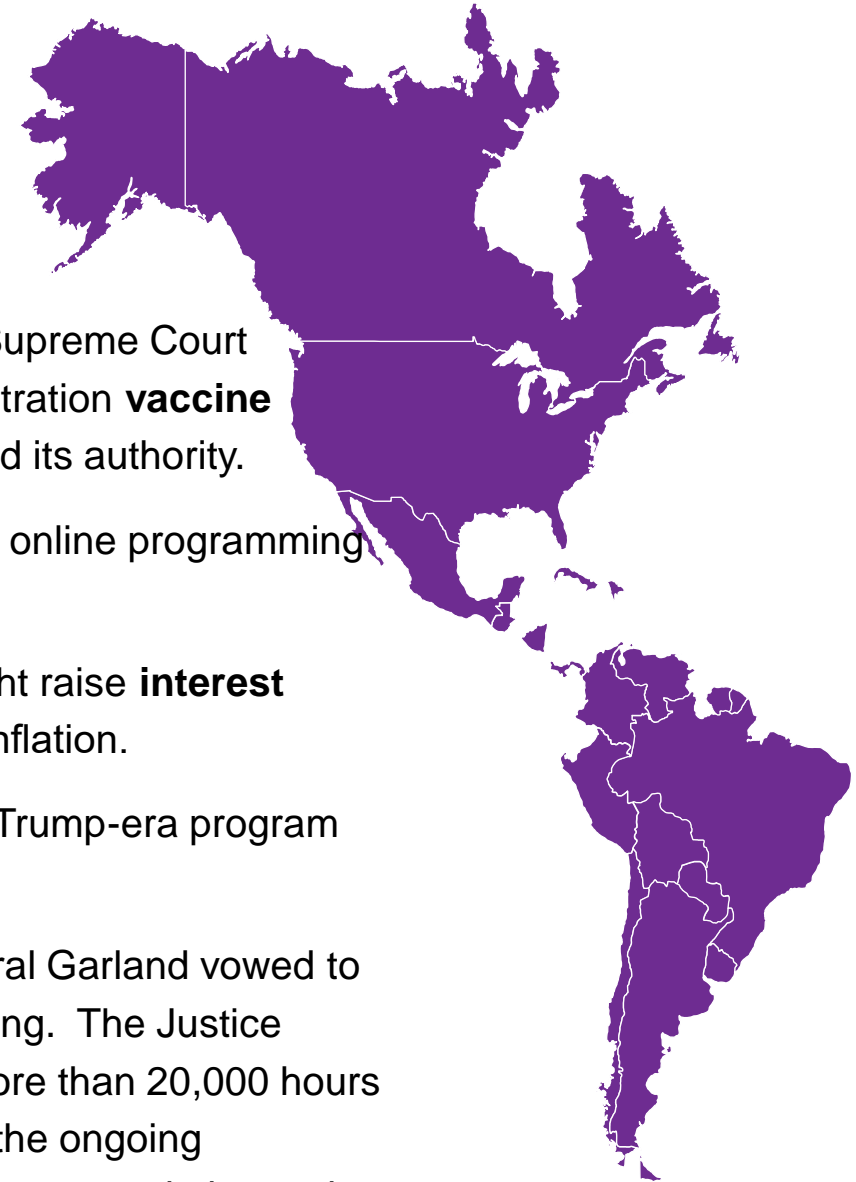 Supreme Court
tration vaccine
d its authority.
online programming
ht raise interest
nflation.
Trump-era program
ral Garland vowed to
ng. The Justice
ore than 20,000 hours
the ongoing